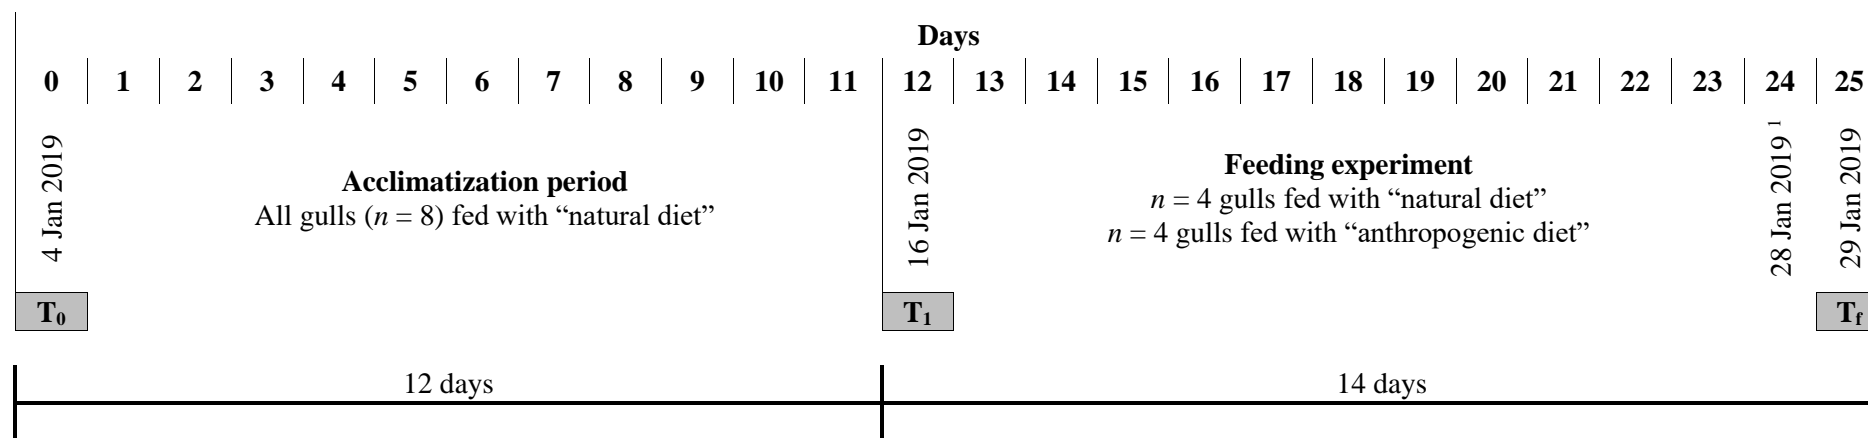 Days
0 1 2 3 4 5 6 7 8 9 10 11 12 13 14 15 16 17 18 19 20 21 22 23 24 25
4 Jan 2019
Acclimatization period
All gulls (n = 8) fed with “natural diet”
16 Jan 2019
Feeding experiment
n = 4 gulls fed with “natural diet”
n = 4 gulls fed with “anthropogenic diet”
28 Jan 2019 ¹
29 Jan 2019
T₀ T₁ T_f
12 days 14 days